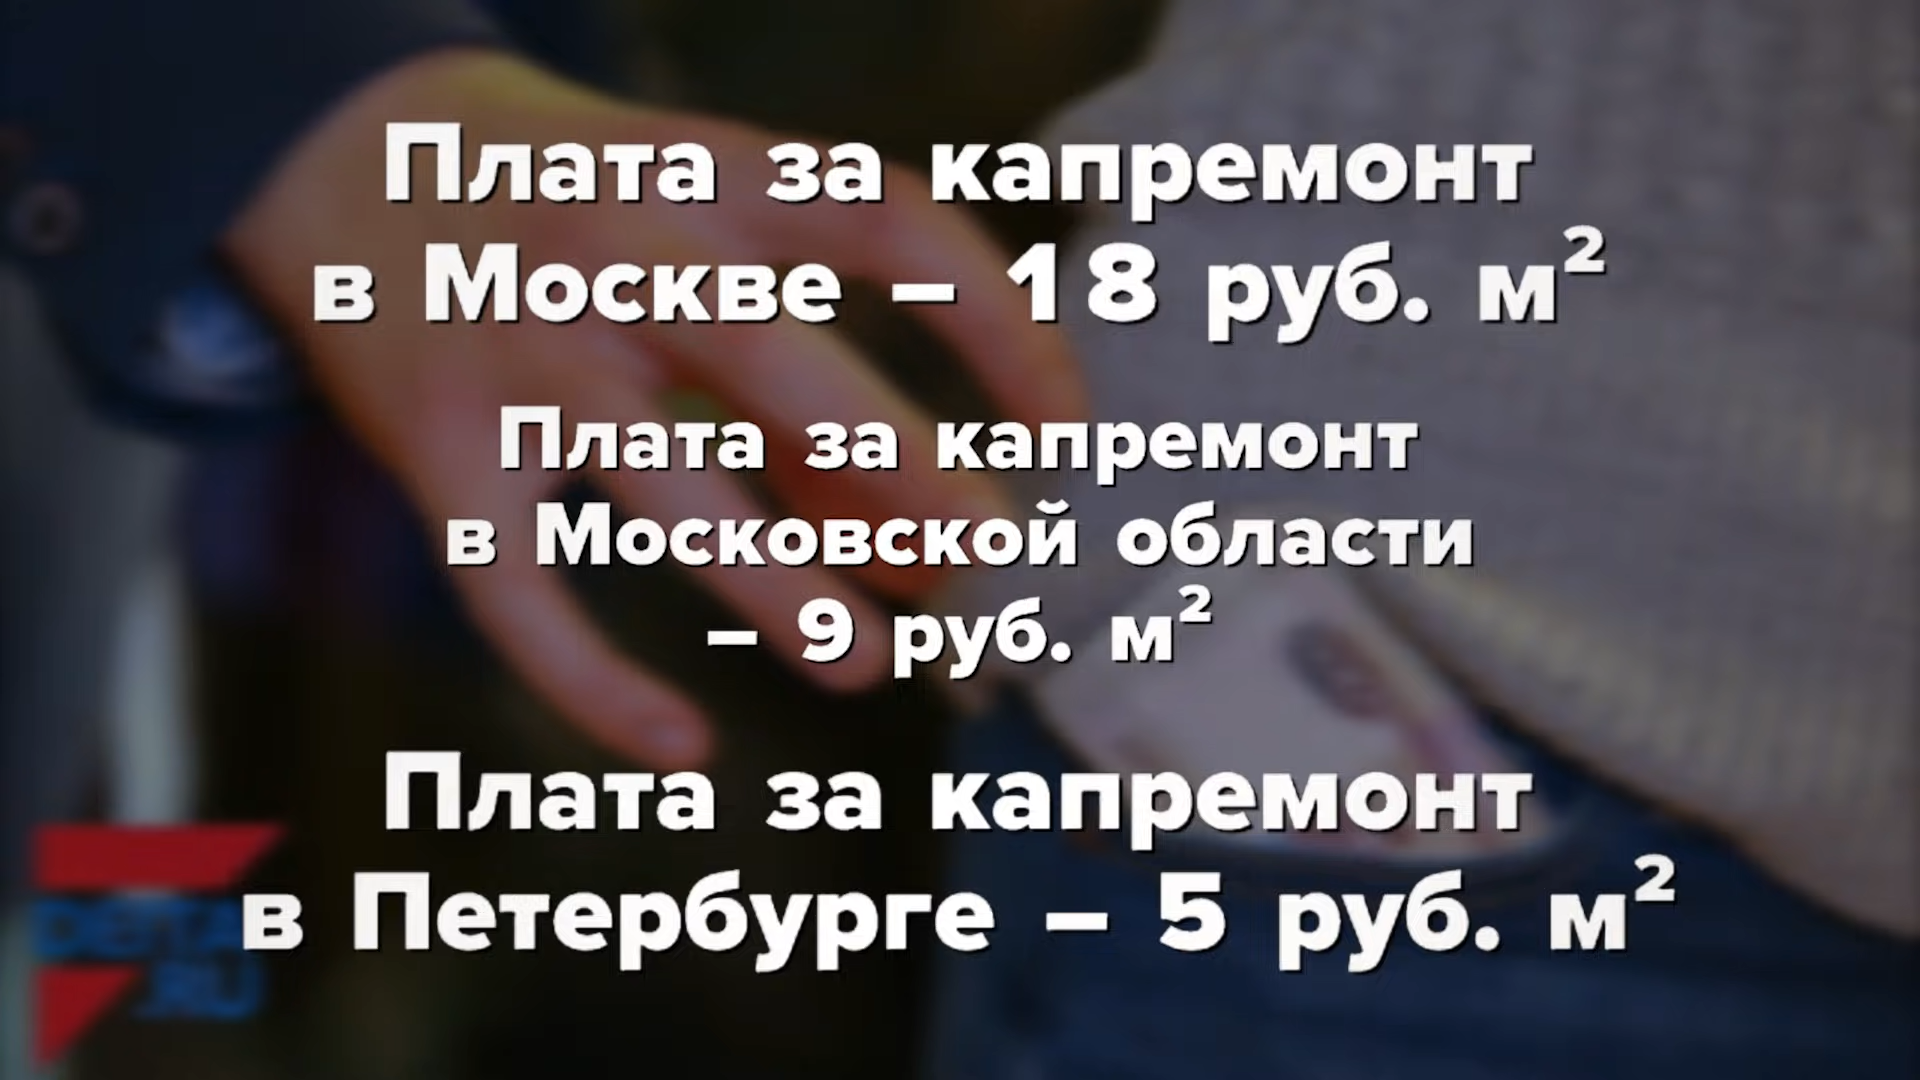 Плата за капремонт
в Москве – 18 руб. м²
Плата за капремонт
в Московской области
– 9 руб. м²
Плата за капремонт
в Петербурге – 5 руб. м²
.RU